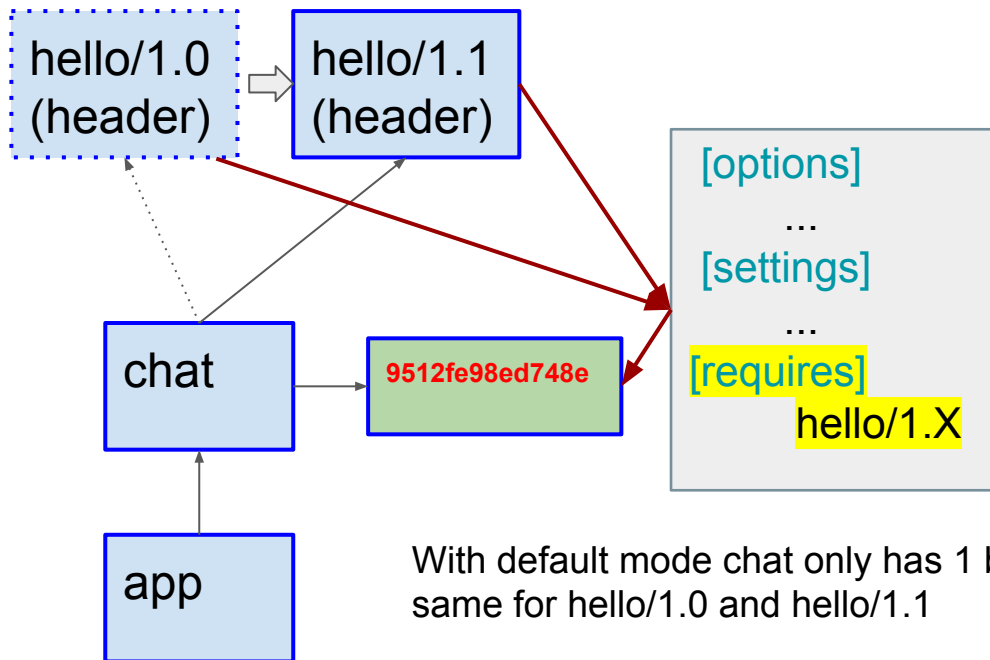 hello/1.0
(header)
hello/1.1
(header)
[options]
...
[settings]
...
[requires]
hello/1.X
chat
9512fe98ed748e
app
With default mode chat only has 1
same for hello/1.0 and hello/1.1